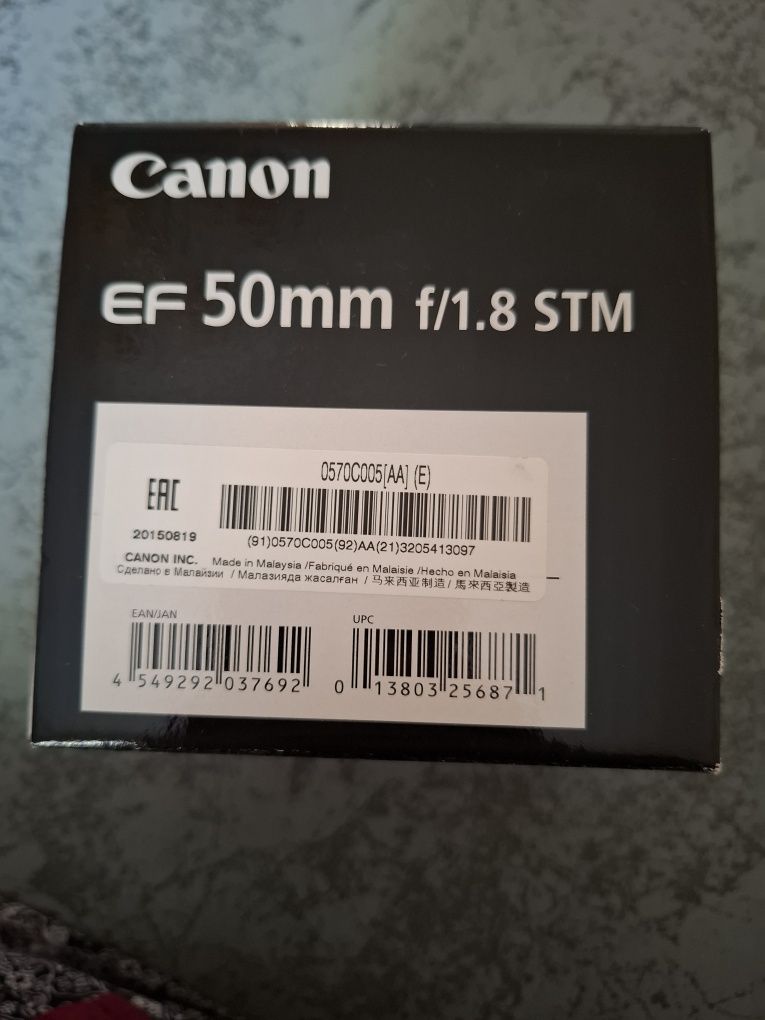 Canon
EF 50mm f/1.8 STM
0570C005[AA] (E)
EAC
20150819
(91)0570C005(92)AA(21)3205413097
CANON INC. Made in Malaysia /Fabriqué en Malaisie /Hecho en Malaisia
Сделано в Малайзии / Малазияда жасалған / 马来西亚制造 / 馬來西亞製造
EAN/JAN
UPC
4 549292 037692
0 13803 25687 1